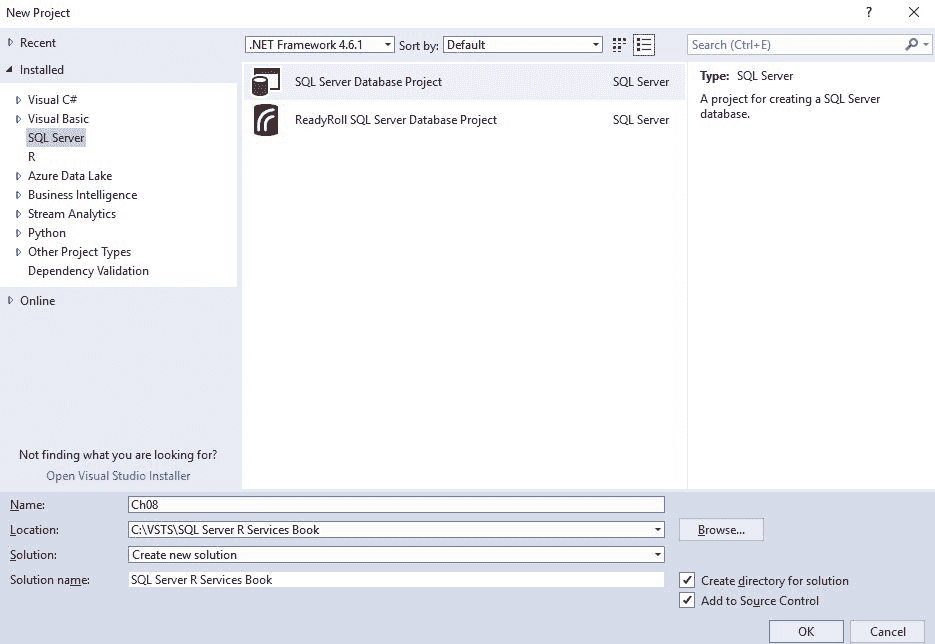 New Project
?
Recent
.NET Framework 4.6.1
Sort by:
Default
Search (Ctrl+E)
Installed
Visual C#
Visual Basic
SQL Server
R
Azure Data Lake
Business Intelligence
Stream Analytics
Python
Other Project Types
Dependency Validation
Online
Not finding what you are looking for?
Open Visual Studio Installer
SQL Server Database Project
SQL Server
ReadyRoll SQL Server Database Project
SQL Server
Type: SQL Server
A project for creating a SQL Server
database.
Name:
Ch08
Location:
C:\VSTS\SQL Server R Services Book
Browse...
Solution:
Create new solution
Solution name:
SQL Server R Services Book
Create directory for solution
Add to Source Control
OK
Cancel